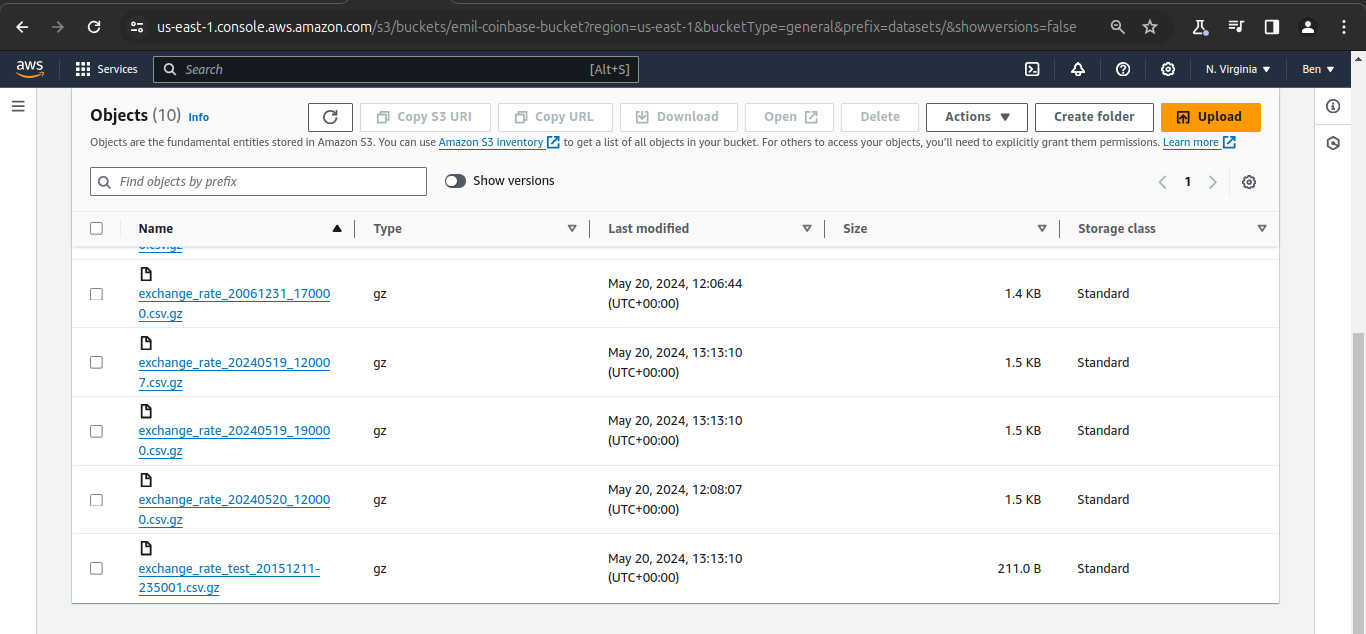 us-east-1.console.aws.amazon.com/s3/buckets/emil-coinbase-bucket?region=us-east-1&bucketType=general&prefix=datasets/&showversions=false
aws Services Search [Alt+S] N. Virginia Ben
Objects (10) Info Copy S3 URI Copy URL Download Open Delete Actions Create folder Upload
Objects are the fundamental entities stored in Amazon S3. You can use Amazon S3 inventory to get a list of all objects in your bucket. For others to access your objects, you'll need to explicitly grant them permissions. Learn more
Find objects by prefix Show versions 1
Name Type Last modified Size Storage class
0.csv.gz
exchange_rate_20061231_17000
0.csv.gz
gz
May 20, 2024, 12:06:44
(UTC+00:00)
1.4 KB
Standard
exchange_rate_20240519_12000
7.csv.gz
gz
May 20, 2024, 13:13:10
(UTC+00:00)
1.5 KB
Standard
exchange_rate_20240519_19000
0.csv.gz
gz
May 20, 2024, 13:13:10
(UTC+00:00)
1.5 KB
Standard
exchange_rate_20240520_12000
0.csv.gz
gz
May 20, 2024, 12:08:07
(UTC+00:00)
1.5 KB
Standard
exchange_rate_test_20151211-
235001.csv.gz
gz
May 20, 2024, 13:13:10
(UTC+00:00)
211.0 B
Standard